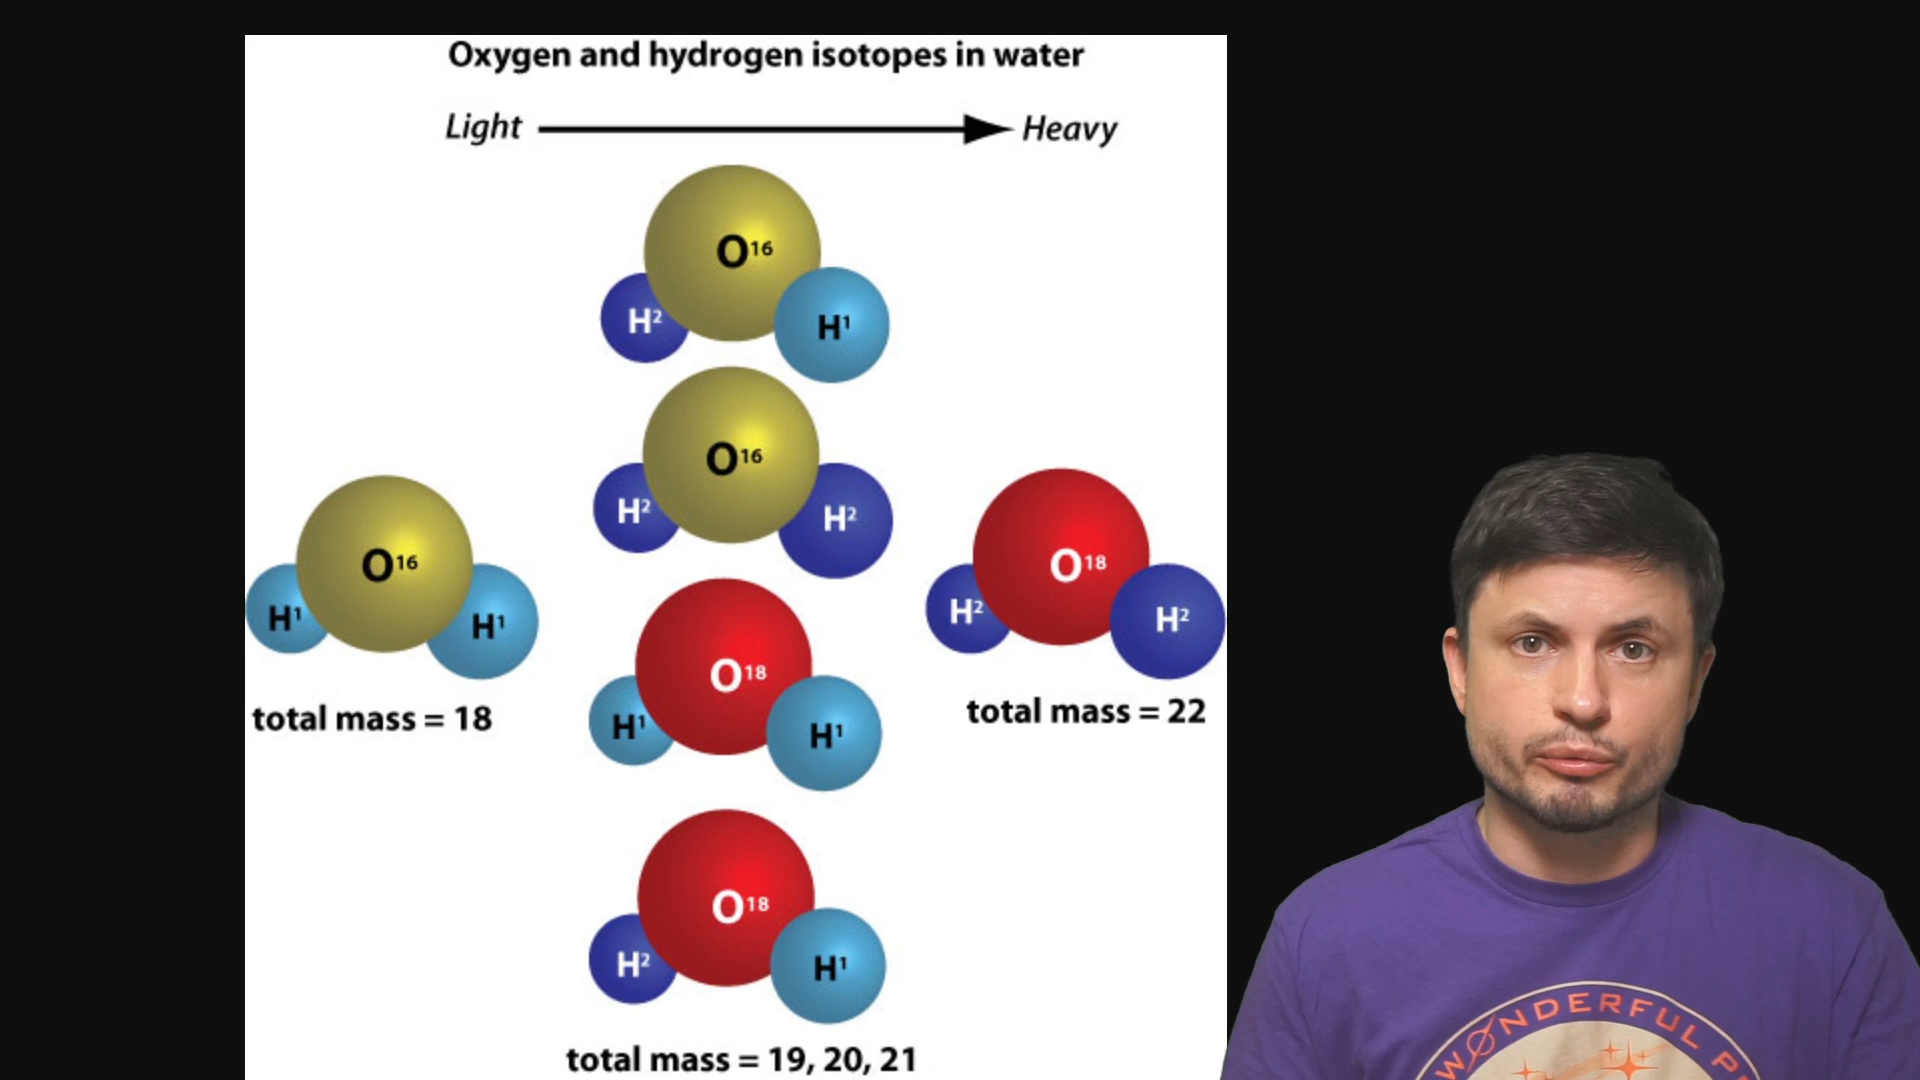 Oxygen and hydrogen isotopes in water
Light
Heavy
O¹⁶
H²
H¹
O¹⁶
H²
H²
O¹⁶
H¹
H¹
total mass = 18
O¹⁸
H²
H²
total mass = 22
O¹⁸
H¹
H¹
O¹⁸
H²
H¹
total mass = 19, 20, 21
WØNDERFUL